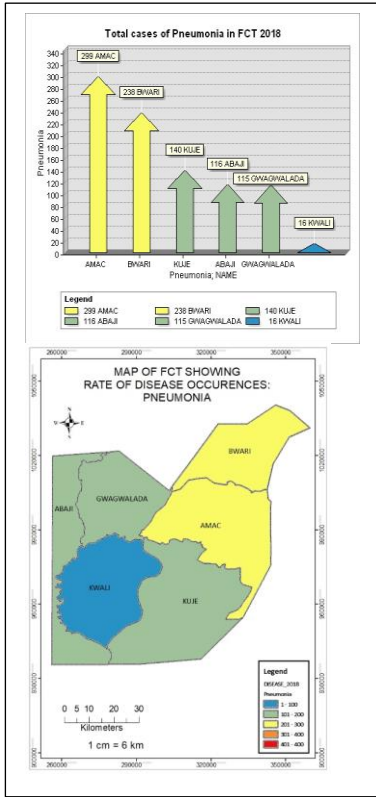 Total cases of Pneumonia in FCT 2018
340
320
300
280
260
240
220
200
180
160
140
120
100
80
60
40
20
0
Pneumonia
299 AMAC
238 BWARI
140 KUJE
116 ABAJI
115 GWAGWALADA
16 KWALI
AMAC BWARI KUJE ABAJI GWAGWALADA
Pneumonia; NAME
Legend
299 AMAC 238 BWARI 140 KUJE
116 ABAJI 115 GWAGWALADA 16 KWALI
260000 290000 320000 350000
MAP OF FCT SHOWING
RATE OF DISEASE OCCURENCES:
PNEUMONIA
N
W E
S
BWARI
GWAGWALADA
ABAJI
AMAC
KWALI
KUJE
Legend
DISEASE_2018
Pneumonia
1 - 100
101 - 200
201 - 300
301 - 400
401 - 400
0 5 10 20 30
Kilometers
1 cm = 6 km
260000 290000 320000 350000